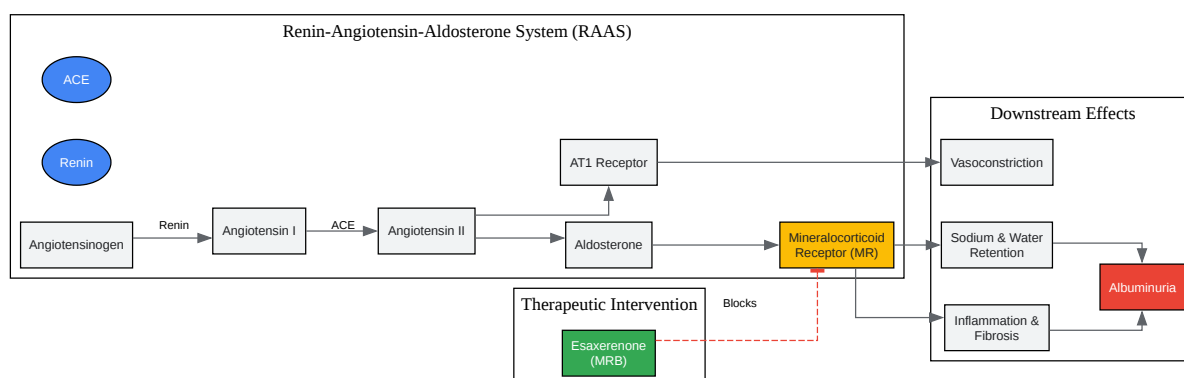 Renin-Angiotensin-Aldosterone System (RAAS)
ACE
Renin
Angiotensinogen
Renin
Angiotensin I
ACE
Angiotensin II
AT1 Receptor
Aldosterone
Mineralocorticoid
Receptor (MR)
Downstream Effects
Vasoconstriction
Sodium & Water
Retention
Inflammation &
Fibrosis
Albuminuria
Therapeutic Intervention
Esaxerenone
(MRB)
Blocks